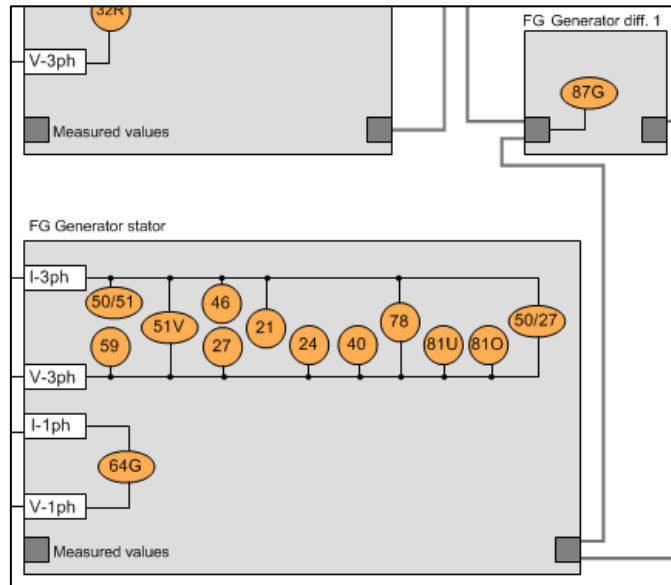 32R
FG Generator diff. 1
V-3ph
87G
Measured values
FG Generator stator
I-3ph
50/51
51V
46
21
78
50/27
59
27
24
40
81U
81O
V-3ph
I-1ph
64G
V-1ph
Measured values